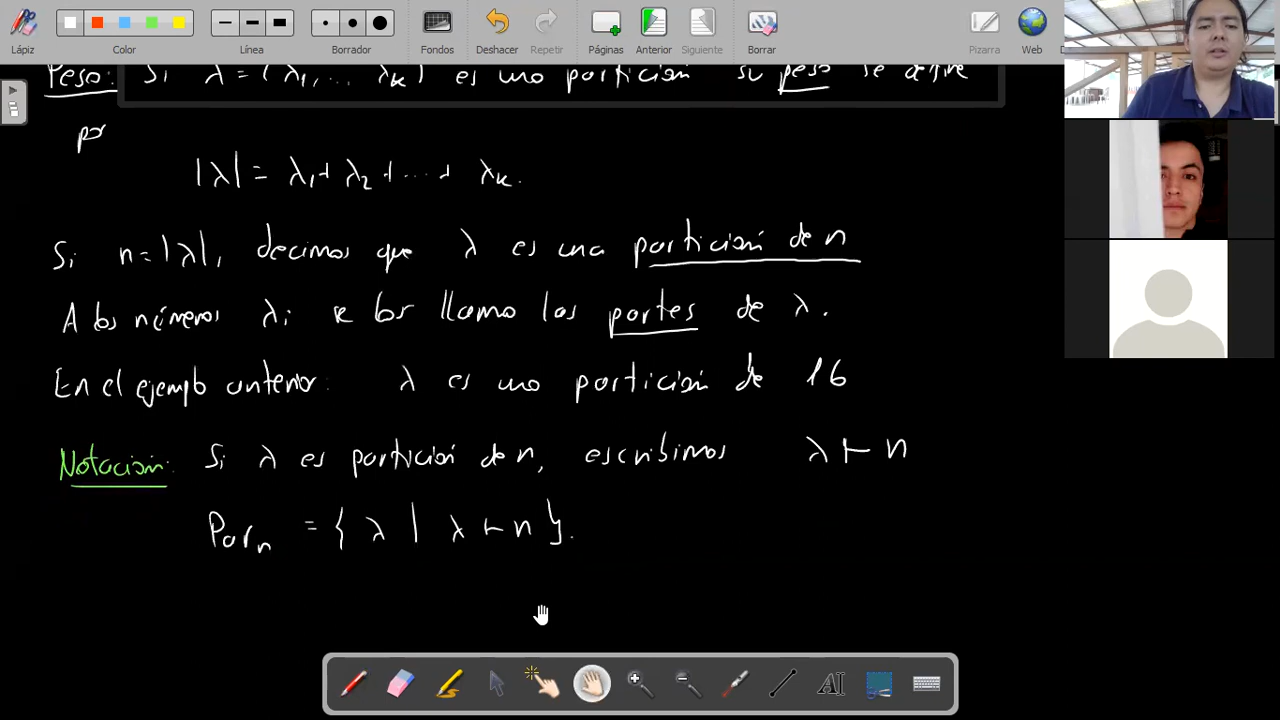 Lápiz Color Línea Borrador Fondos Deshacer Repetir Páginas Anterior Siguiente Borrar Pizarra Web
Peso: Si λ=(λ₁,... λₖ) es una partición su peso se define
por
|λ| = λ₁+ λ₂ +...+ λₖ.
Si n=|λ|, decimos que λ es una partición de n
A los números λᵢ se los llama las partes de λ.
En el ejemplo anterior: λ es una partición de 16
Notación: Si λ es partición de n, escribimos λ ⊢ n
Parₙ = { λ | λ ⊢ n }.
AI